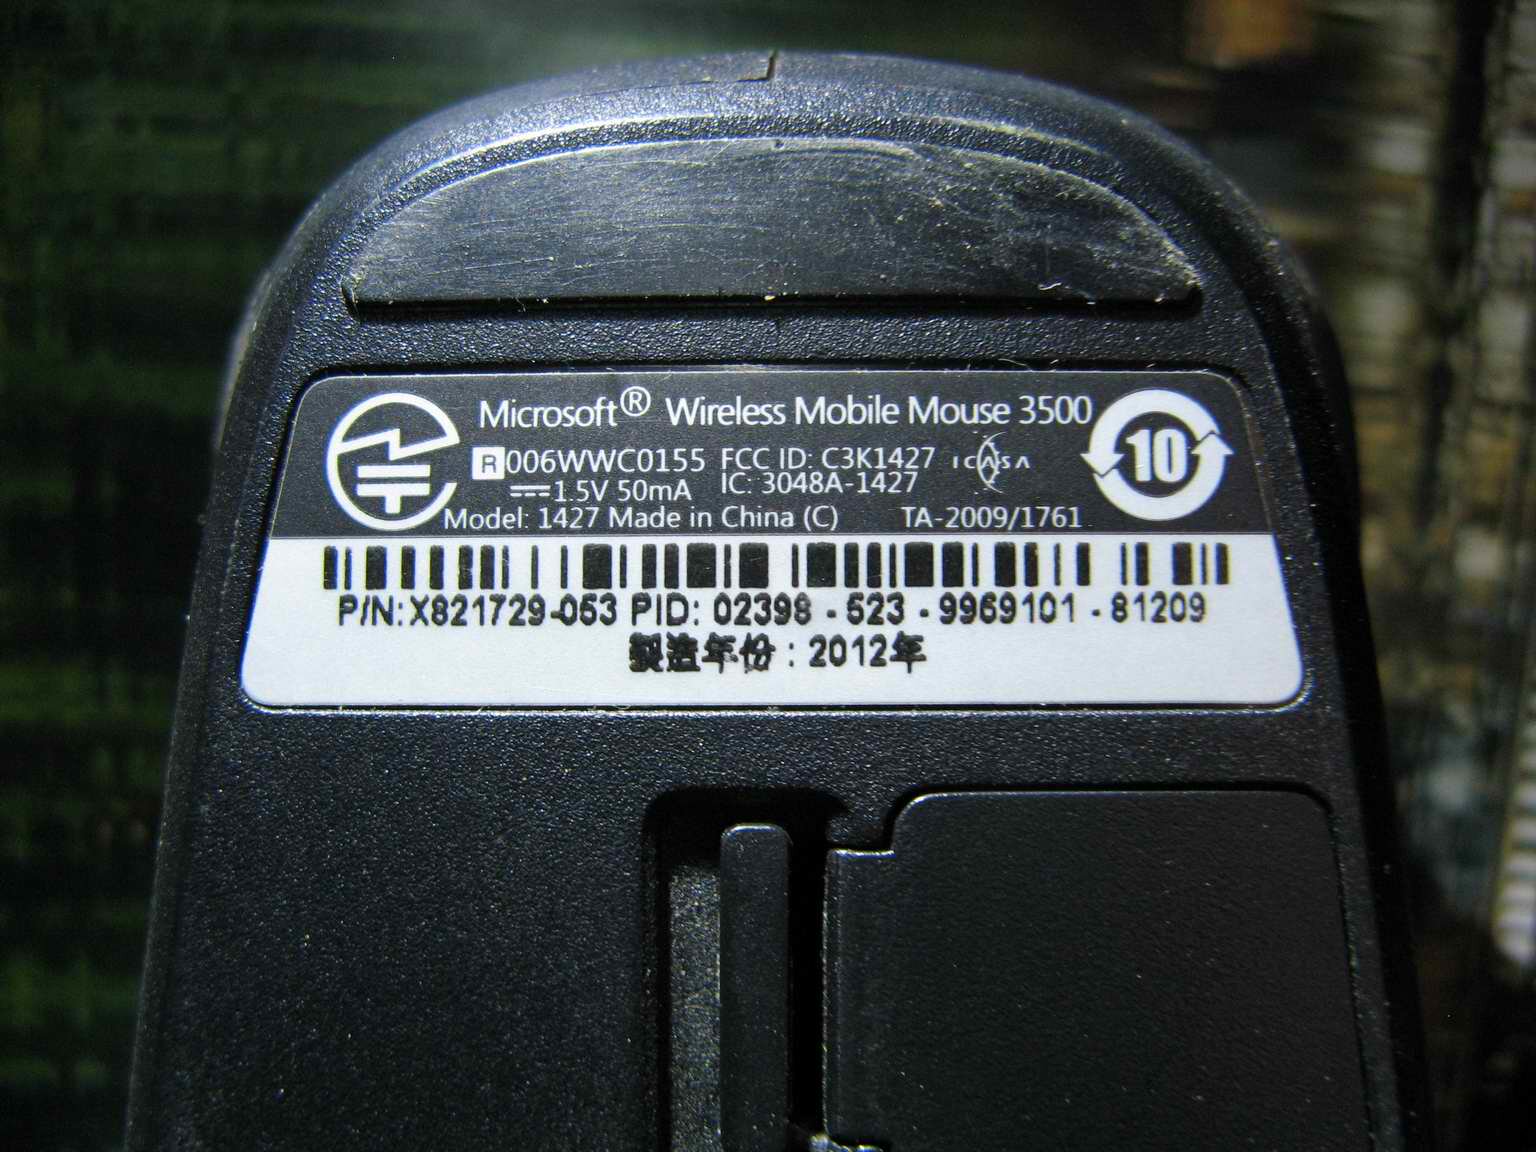 Microsoft® Wireless Mobile Mouse 3500
R 006WWC0155 FCC ID: C3K1427 ICASA
1.5V 50mA IC: 3048A-1427
Model: 1427 Made in China (C) TA-2009/1761
10
P/N: X821729-053 PID: 02398 - 523 - 9969101 - 81209
製造年份 : 2012年